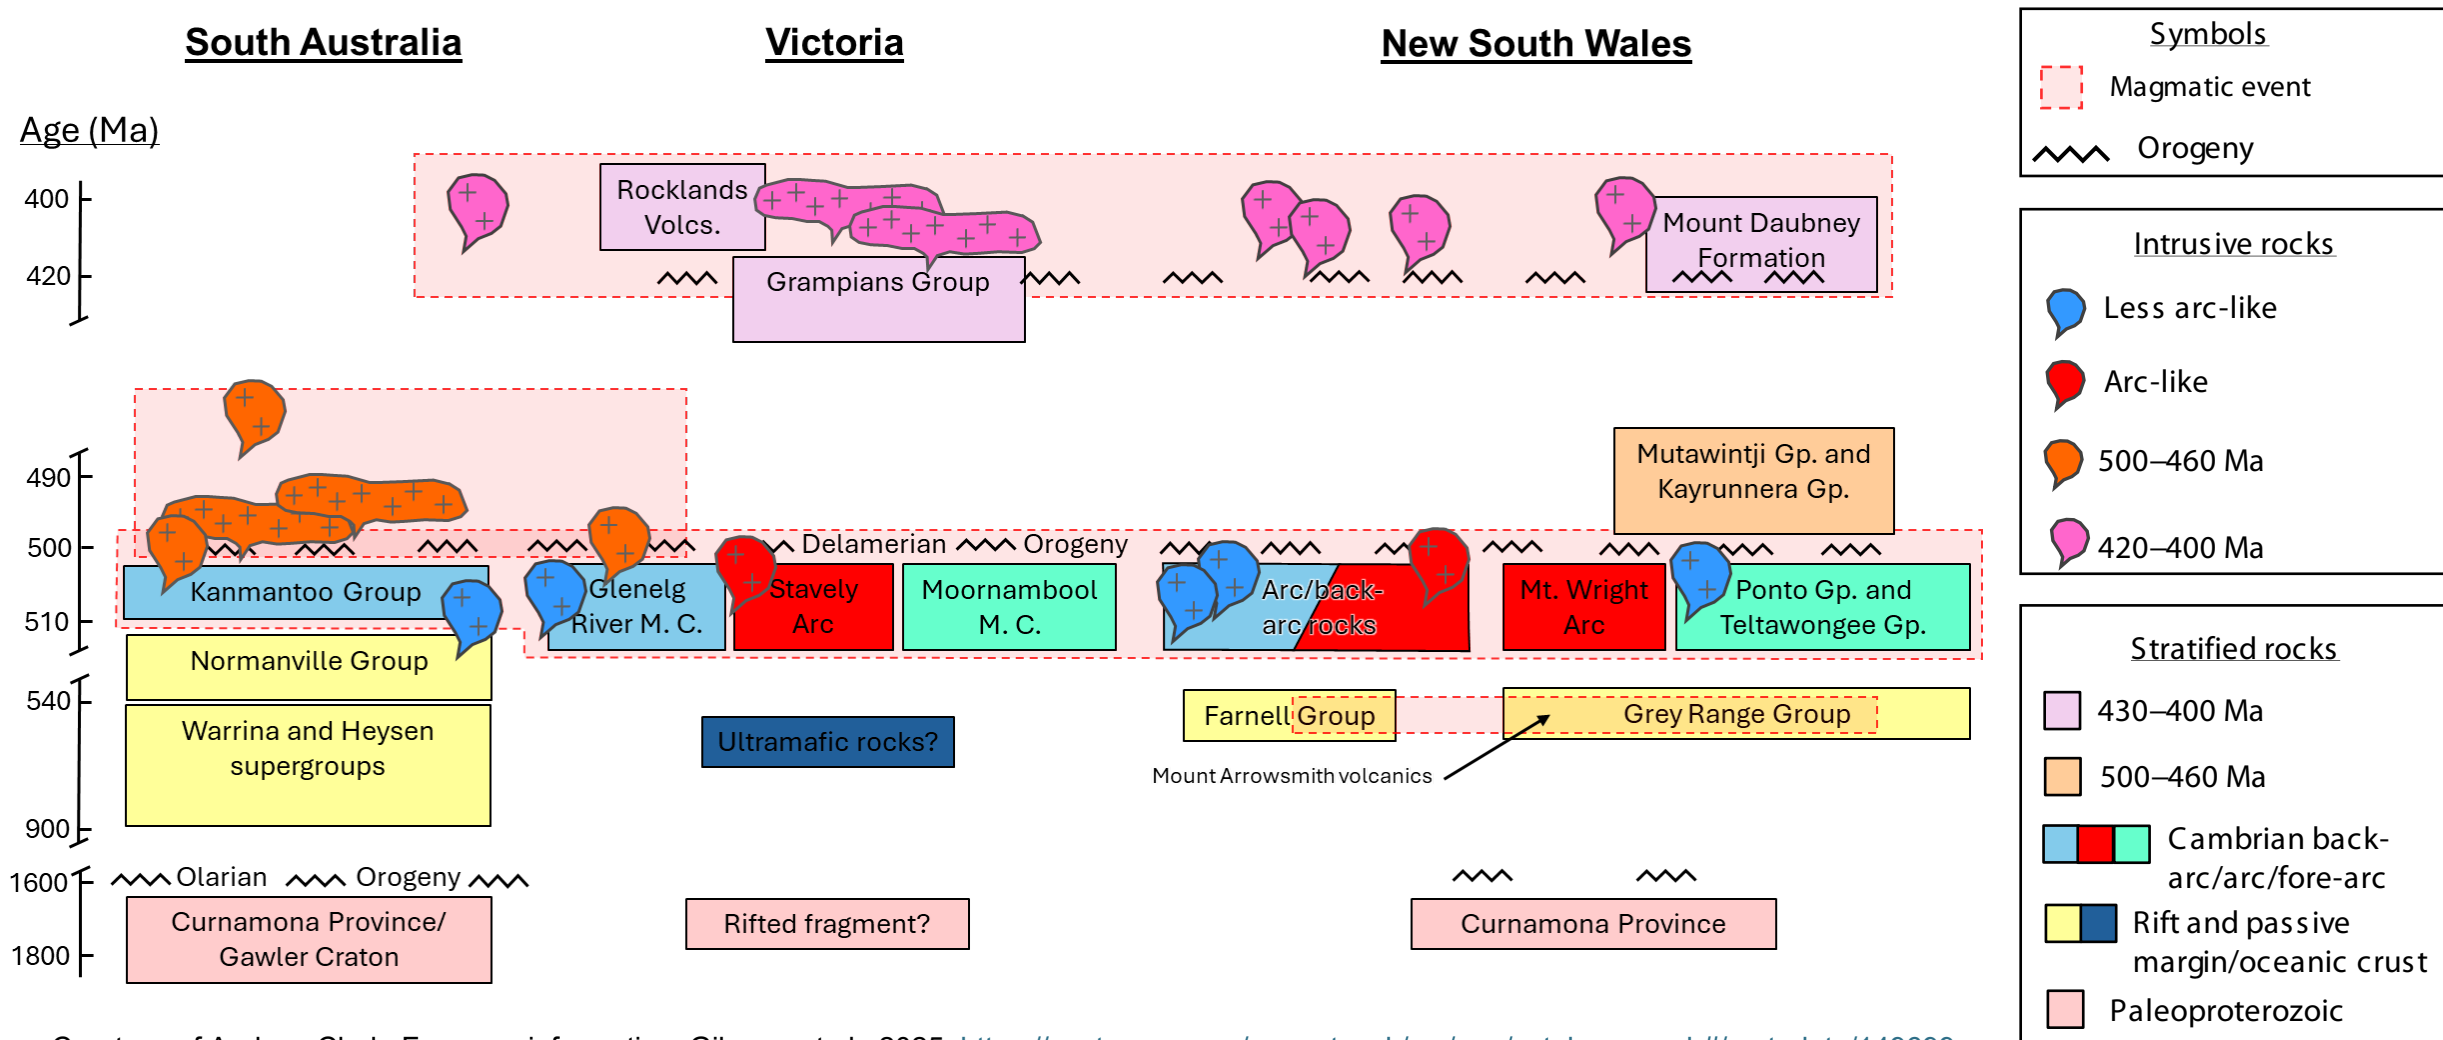 South Australia
Victoria
New South Wales
Age (Ma)
400
420
490
500
510
540
900
1600
1800
Rocklands
Volcs.
Grampians Group
Mount Daubney
Formation
Mutawintji Gp. and
Kayrunnera Gp.
Delamerian
Orogeny
Kanmantoo Group
Glenelg
River M. C.
Stavely
Arc
Moornambool
M. C.
Arc/back-
arc rocks
Mt. Wright
Arc
Ponto Gp. and
Teltawongee Gp.
Normanville Group
Warrina and Heysen
supergroups
Ultramafic rocks?
Farnell Group
Grey Range Group
Mount Arrowsmith volcanics
Olarian
Orogeny
Curnamona Province/
Gawler Craton
Rifted fragment?
Curnamona Province
Symbols
Magmatic event
Orogeny
Intrusive rocks
Less arc-like
Arc-like
500–460 Ma
420–400 Ma
Stratified rocks
430–400 Ma
500–460 Ma
Cambrian back-
arc/arc/fore-arc
Rift and passive
margin/oceanic crust
Paleoproterozoic